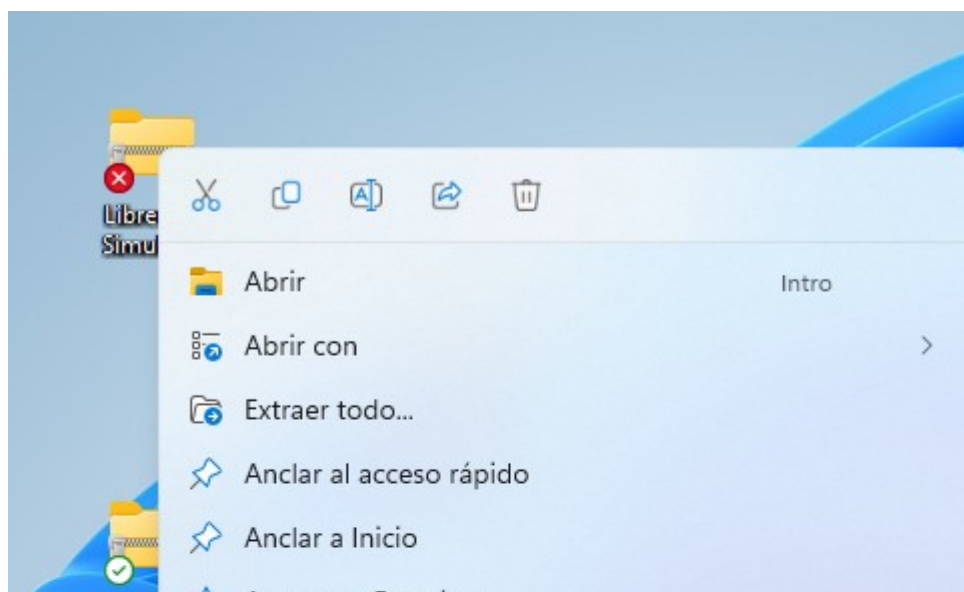 Libre
Simul
Abrir Intro
Abrir con
Extraer todo...
Anclar al acceso rápido
Anclar a Inicio